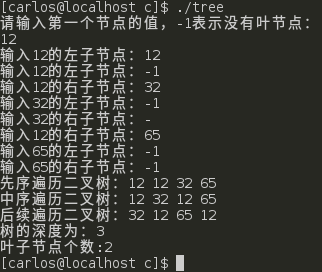 [carlos@localhost c]$ ./tree
请输入第一个节点的值，-1表示没有叶节点：
12
输入12的左子节点：12
输入12的左子节点：-1
输入12的右子节点：32
输入32的左子节点：-1
输入32的右子节点：-
输入12的右子节点：65
输入65的左子节点：-1
输入65的右子节点：-1
先序遍历二叉树：12 12 32 65
中序遍历二叉树：12 32 12 65
后续遍历二叉树：32 12 65 12
树的深度为：3
叶子节点个数:2
[carlos@localhost c]$